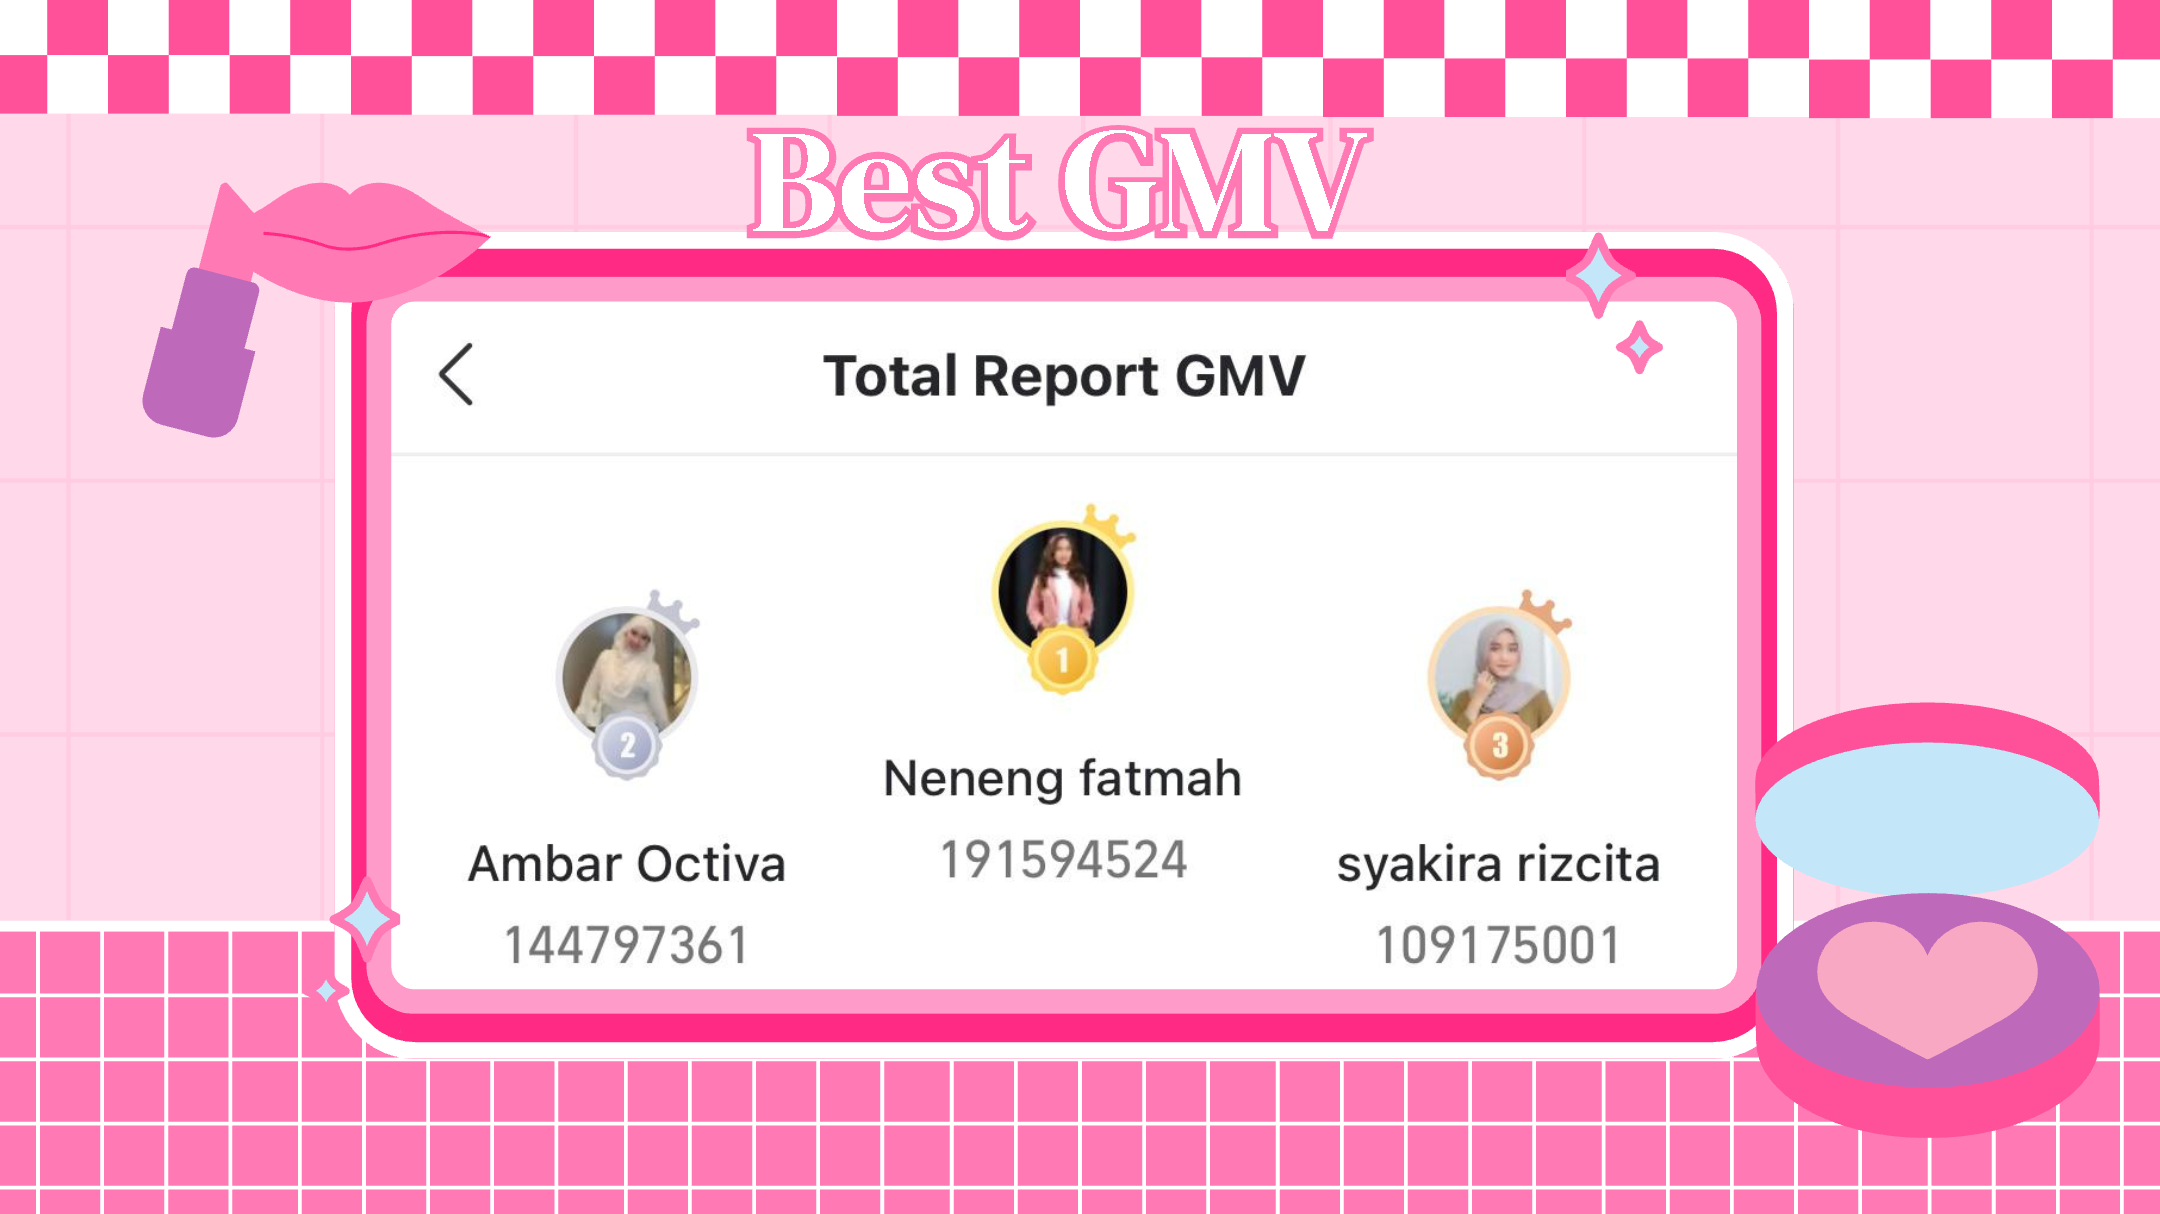 Best GMV
Total Report GMV
1
Neneng fatmah
191594524
2
Ambar Octiva
144797361
3
syakira rizcita
109175001